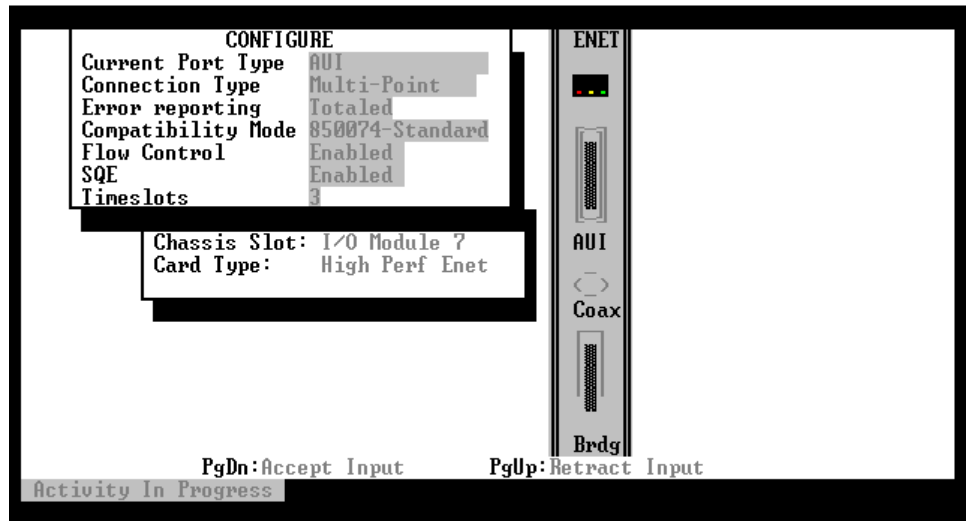 CONFIGURE
Current Port Type AUI
Connection Type Multi-Point
Error reporting Totaled
Compatibility Mode 850074-Standard
Flow Control Enabled
SQE Enabled
Timeslots 3
Chassis Slot: I/O Module 7
Card Type: High Perf Enet
ENET
AUI
Coax
Brdg
PgDn:Accept Input PgUp:Retract Input
Activity In Progress